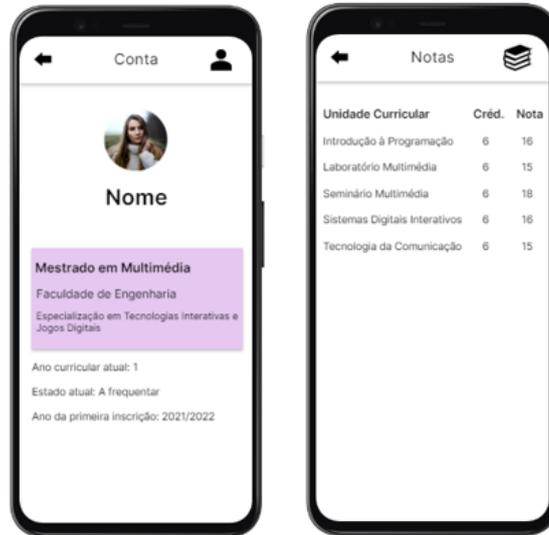 Conta
Nome
Mestrado em Multimédia
Faculdade de Engenharia
Especialização em Tecnologias Interativas e
Jogos Digitais
Ano curricular atual: 1
Estado atual: A frequentar
Ano da primeira inscrição: 2021/2022
Notas
Unidade Curricular Créd. Nota
Introdução à Programação 6 16
Laboratório Multimédia 6 15
Seminário Multimédia 6 18
Sistemas Digitais Interativos 6 16
Tecnologia da Comunicação 6 15